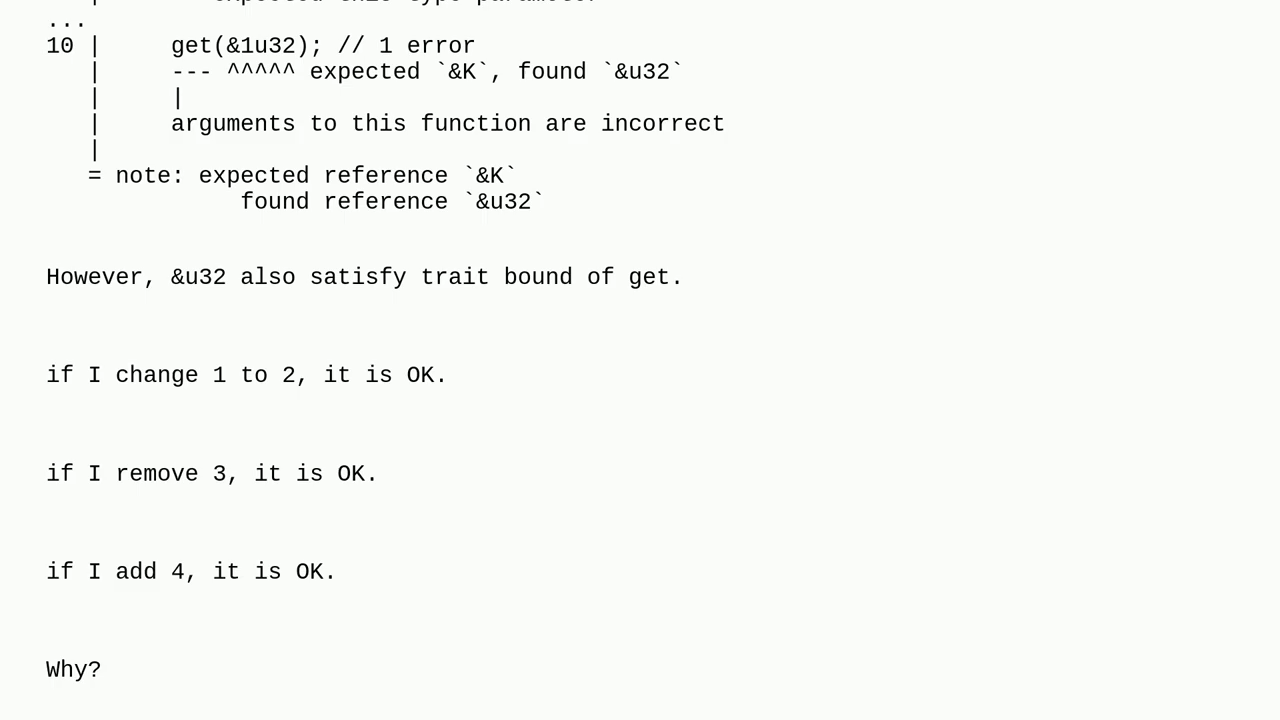 ...
10 |     get(&1u32); // 1 error
   |     --- ^^^^^ expected `&K`, found `&u32`
   |     |
   |     arguments to this function are incorrect
   |
   = note: expected reference `&K`
              found reference `&u32`
However, &u32 also satisfy trait bound of get.
if I change 1 to 2, it is OK.
if I remove 3, it is OK.
if I add 4, it is OK.
Why?